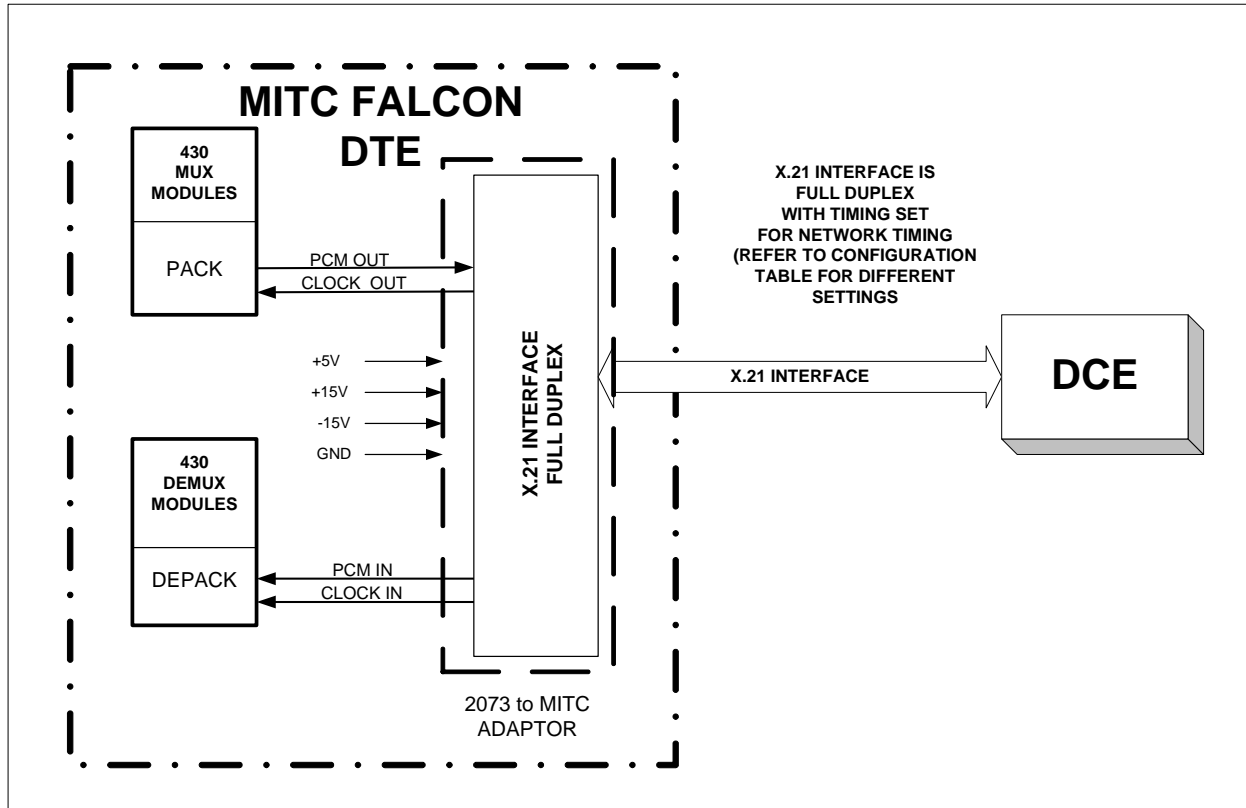 MITC FALCON
DTE
430
MUX
MODULES
PACK
PCM OUT
CLOCK OUT
+5V
+15V
-15V
GND
430
DEMUX
MODULES
DEPACK
PCM IN
CLOCK IN
X.21 INTERFACE
FULL DUPLEX
2073 to MITC
ADAPTOR
X.21 INTERFACE IS
FULL DUPLEX
WITH TIMING SET
FOR NETWORK TIMING
(REFER TO CONFIGURATION
TABLE FOR DIFFERENT
SETTINGS
X.21 INTERFACE
DCE